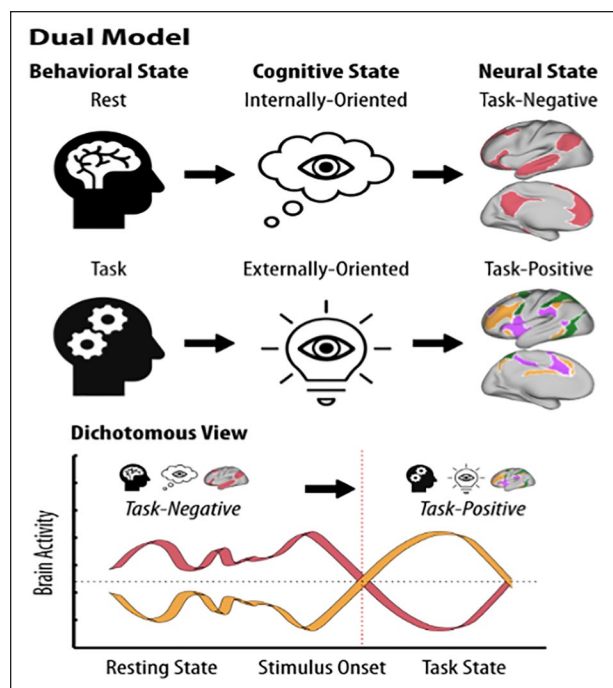 Dual Model
Behavioral State Cognitive State Neural State
Rest Internally-Oriented Task-Negative
Task Externally-Oriented Task-Positive
Dichotomous View
Task-Negative Task-Positive
Brain Activity
Resting State Stimulus Onset Task State